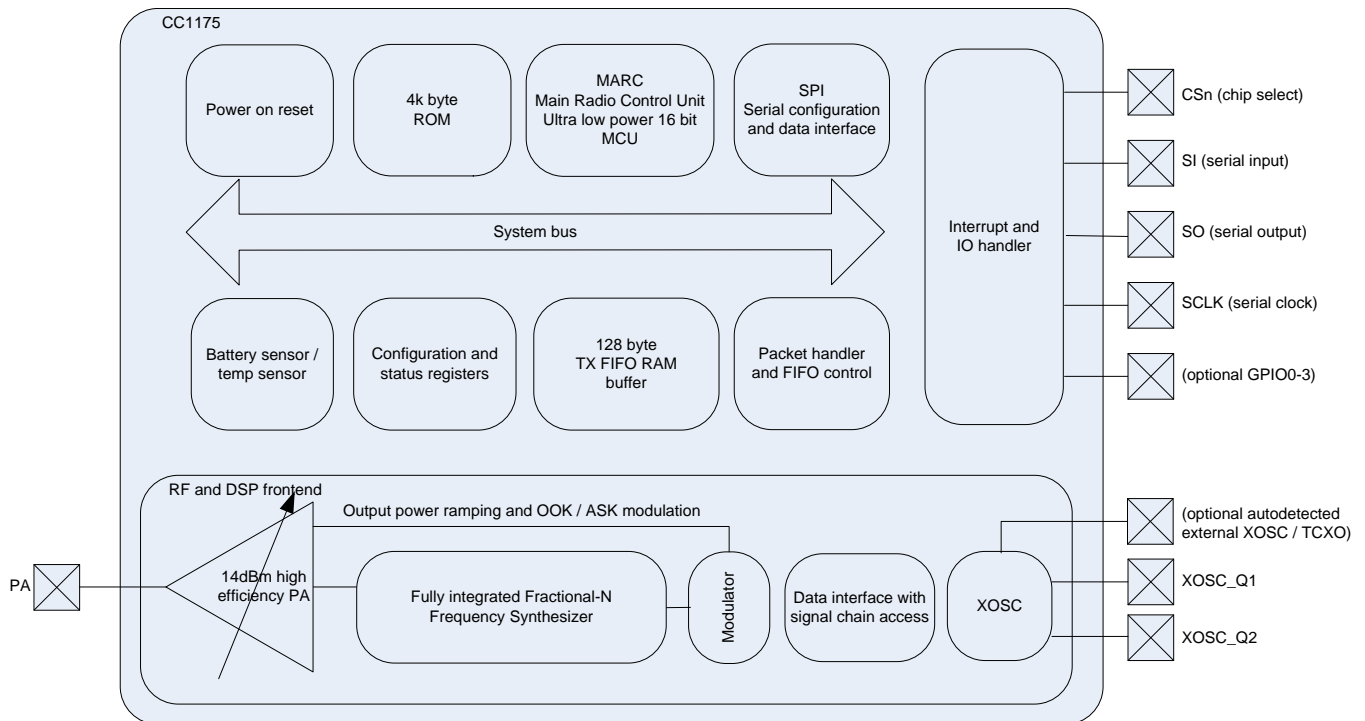 CC1175
Power on reset
4k byte
ROM
MARC
Main Radio Control Unit
Ultra low power 16 bit
MCU
SPI
Serial configuration
and data interface
System bus
Battery sensor /
temp sensor
Configuration and
status registers
128 byte
TX FIFO RAM
buffer
Packet handler
and FIFO control
Interrupt and
IO handler
CSn (chip select)
SI (serial input)
SO (serial output)
SCLK (serial clock)
(optional GPIO0-3)
RF and DSP frontend
Output power ramping and OOK / ASK modulation
PA
14dBm high
efficiency PA
Fully integrated Fractional-N
Frequency Synthesizer
Modulator
Data interface with
signal chain access
XOSC
(optional autodetected
external XOSC / TCXO)
XOSC_Q1
XOSC_Q2